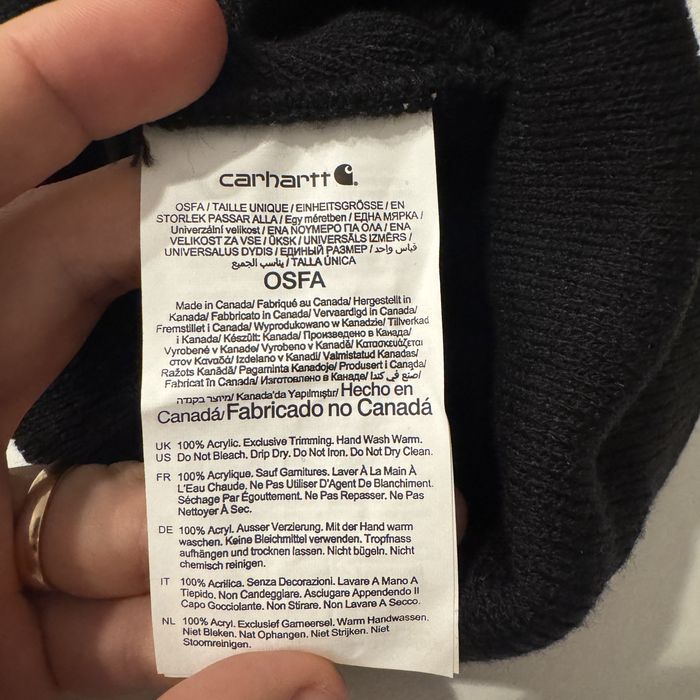 carhartt
OSFA / TAILLE UNIQUE / EINHEITSGRÖSSE / EN
STORLEK PASSAR ALLA / Egy méretben / ЕДНА МЯРКА /
Univerzální velikost / ΕΝΑ ΝΟΥΜΕΡΟ ΓΙΑ ΟΛΑ / ENA
VELIKOST ZA VSE / ÜKSK / UNIVERSĀLS IZMĒRS /
UNIVERSALUS DYDIS / ЕДИНЫЙ РАЗМЕР / قياس واحد
يناسب الجميع / TALLA ÚNICA
OSFA
Made in Canada/ Fabriqué au Canada/ Hergestellt in
Kanada/ Fabbricato in Canada/ Vervaardigd in Canada/
Fremstillet i Canada/ Wyprodukowano w Kanadzie/ Tillverkad
i Kanada/ Készült: Kanada/ Произведено в Канада/
Vyrobené v Kanade/ Vyrobeno v Kanadě/ Κατασκευάζεται
στον Καναδά/ Izdelano v Kanadi/ Valmistatud Kanadas/
Ražots Kanādā/ Pagaminta Kanadoje/ Produsert i Canada/
Fabricat în Canada/ Изготовлено в Канаде/ اصنع في كندا/
מיוצר בקנדה/ Kanada'da Yapılmıştır/ Hecho en
Canadá/ Fabricado no Canadá
UK 100% Acrylic. Exclusive Trimming. Hand Wash Warm.
US Do Not Bleach. Drip Dry. Do Not Iron. Do Not Dry Clean.
FR 100% Acrylique. Sauf Garnitures. Laver À La Main À
L'Eau Chaude. Ne Pas Utiliser D'Agent De Blanchiment.
Séchage Par Égouttement. Ne Pas Repasser. Ne Pas
Nettoyer À Sec.
DE 100% Acryl. Ausser Verzierung. Mit der Hand warm
waschen. Keine Bleichmittel verwenden. Tropfnass
aufhängen und trocknen lassen. Nicht bügeln. Nicht
chemisch reinigen.
IT 100% Acrilica. Senza Decorazioni. Lavare A Mano A
Tiepido. Non Candeggiare. Asclugare Appendendo Il
Capo Gocciolante. Non Stirare. Non Lavare A Secco.
NL 100% Acryl. Exclusief Gameersel. Warm Handwassen.
Niet Bleken. Nat Ophangen. Niet Strijken. Niet
Stoomreinigen.